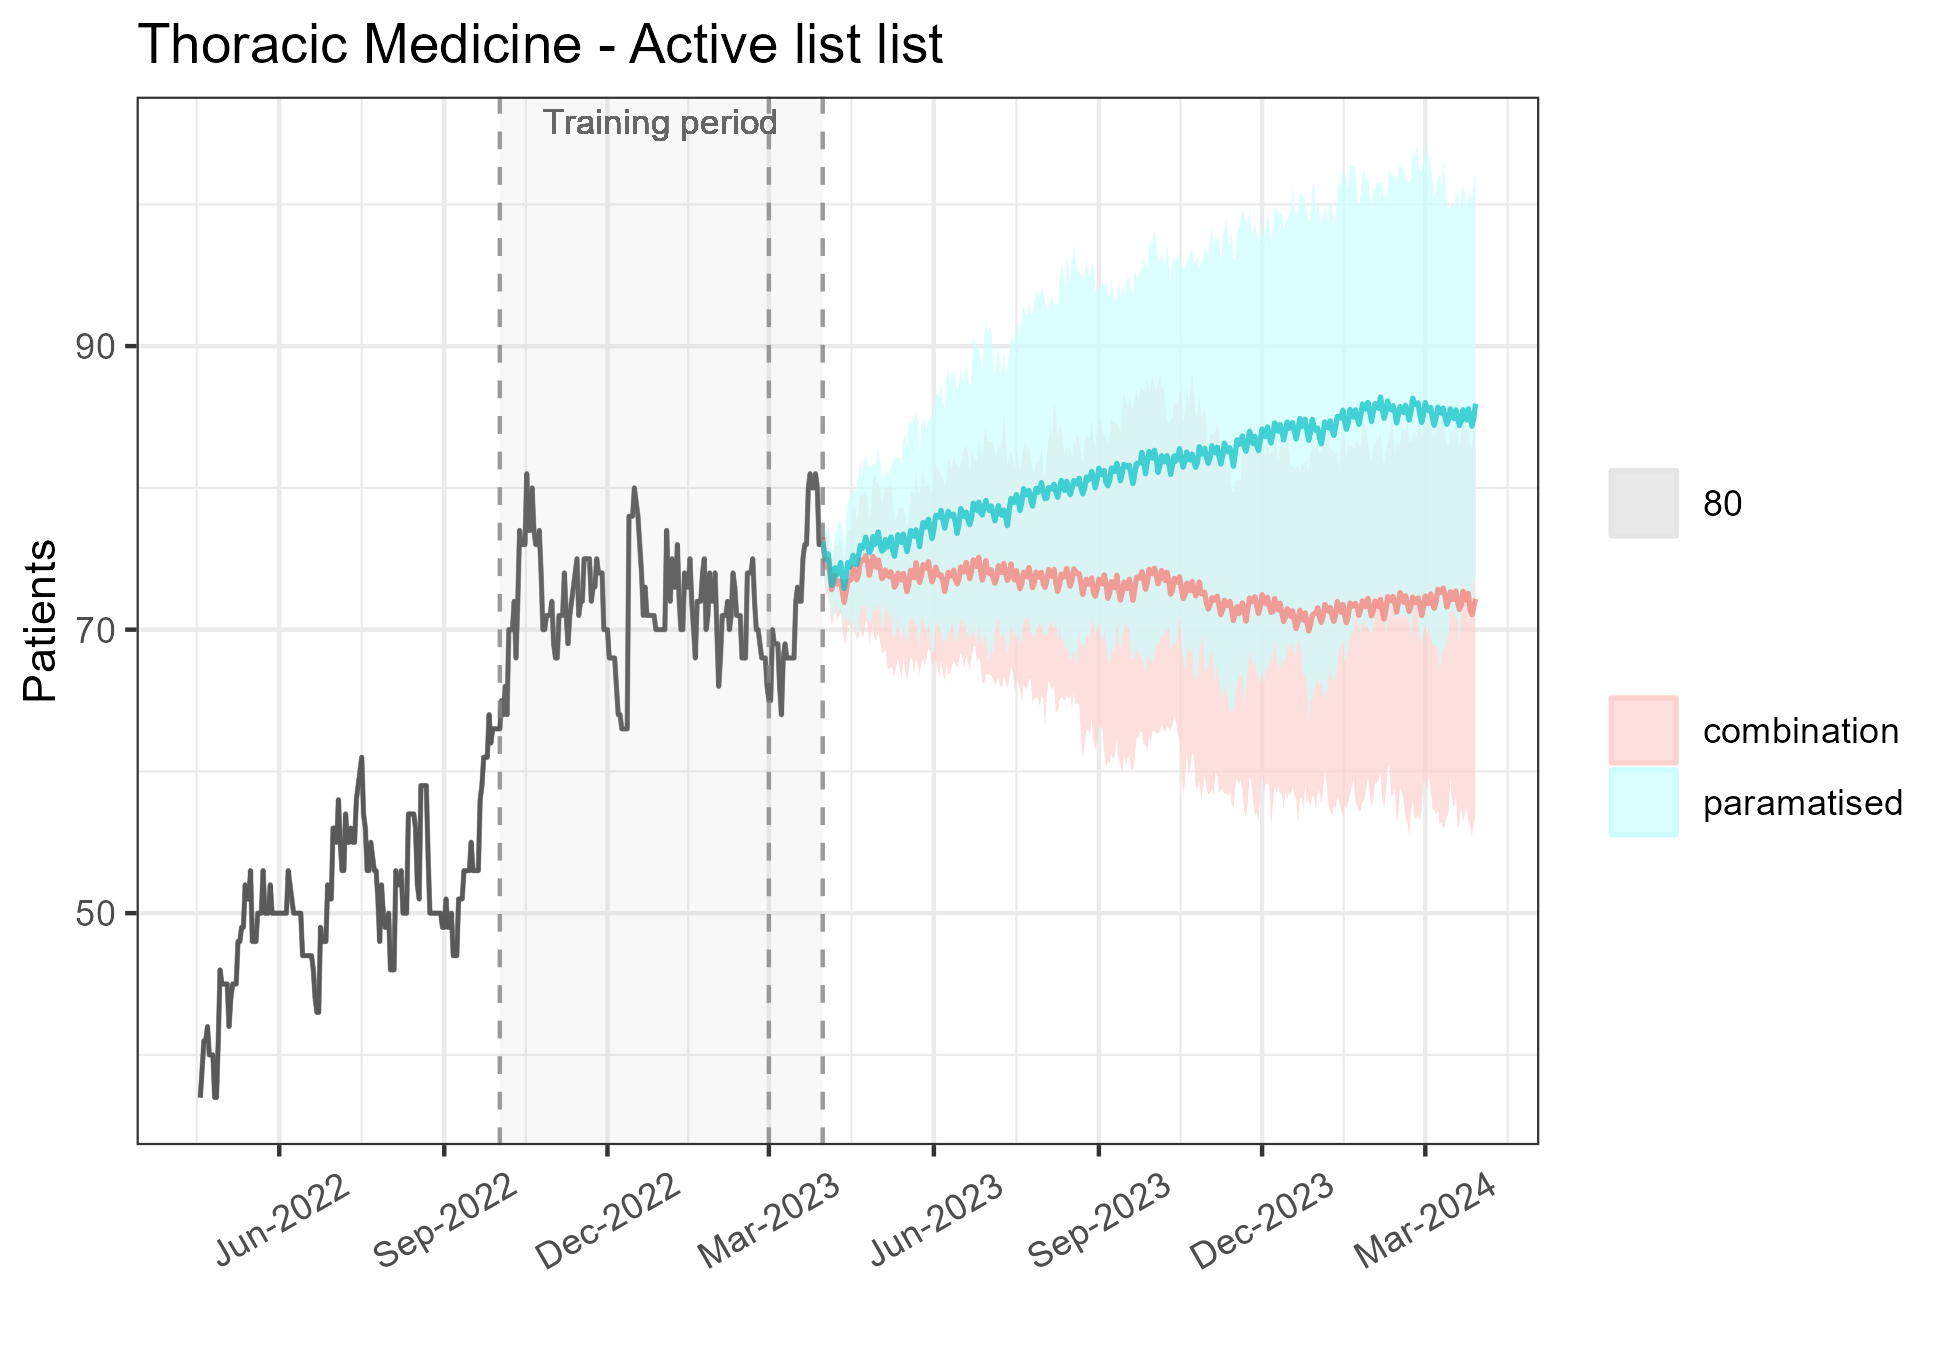 Thoracic Medicine - Active list list
Training period
Patients
90
70
50
Jun-2022
Sep-2022
Dec-2022
Mar-2023
Jun-2023
Sep-2023
Dec-2023
Mar-2024
80
combination
paramatised